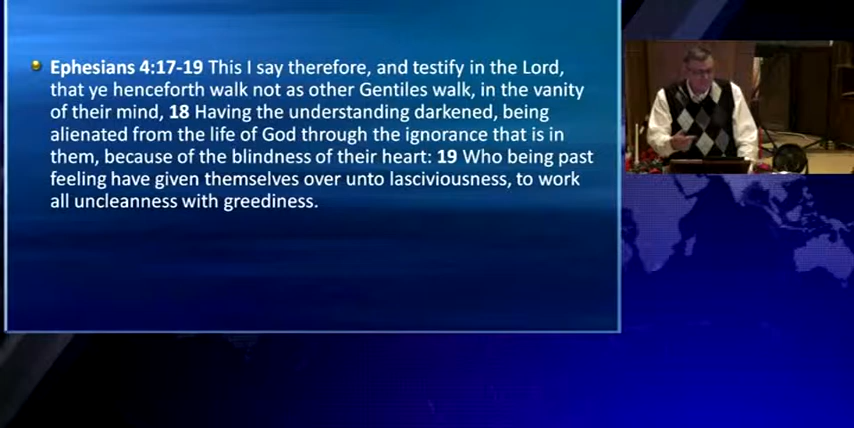 Ephesians 4:17-19 This I say therefore, and testify in the Lord,
that ye henceforth walk not as other Gentiles walk, in the vanity
of their mind, 18 Having the understanding darkened, being
alienated from the life of God through the ignorance that is in
them, because of the blindness of their heart: 19 Who being past
feeling have given themselves over unto lasciviousness, to work
all uncleanness with greediness.